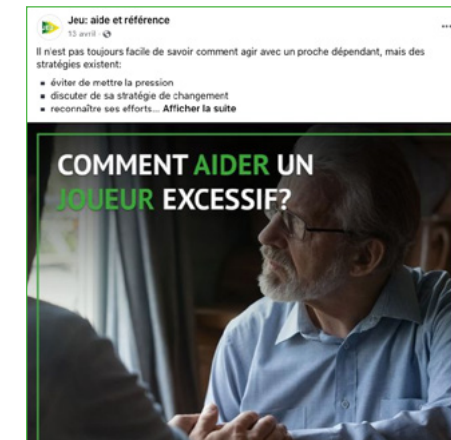 Jeu: aide et référence
13 avril
Il n'est pas toujours facile de savoir comment agir avec un proche dépendant, mais des
stratégies existent:
▪ éviter de mettre la pression
▪ discuter de sa stratégie de changement
▪ reconnaître ses efforts... Afficher la suite
COMMENT AIDER UN
JOUEUR EXCESSIF?